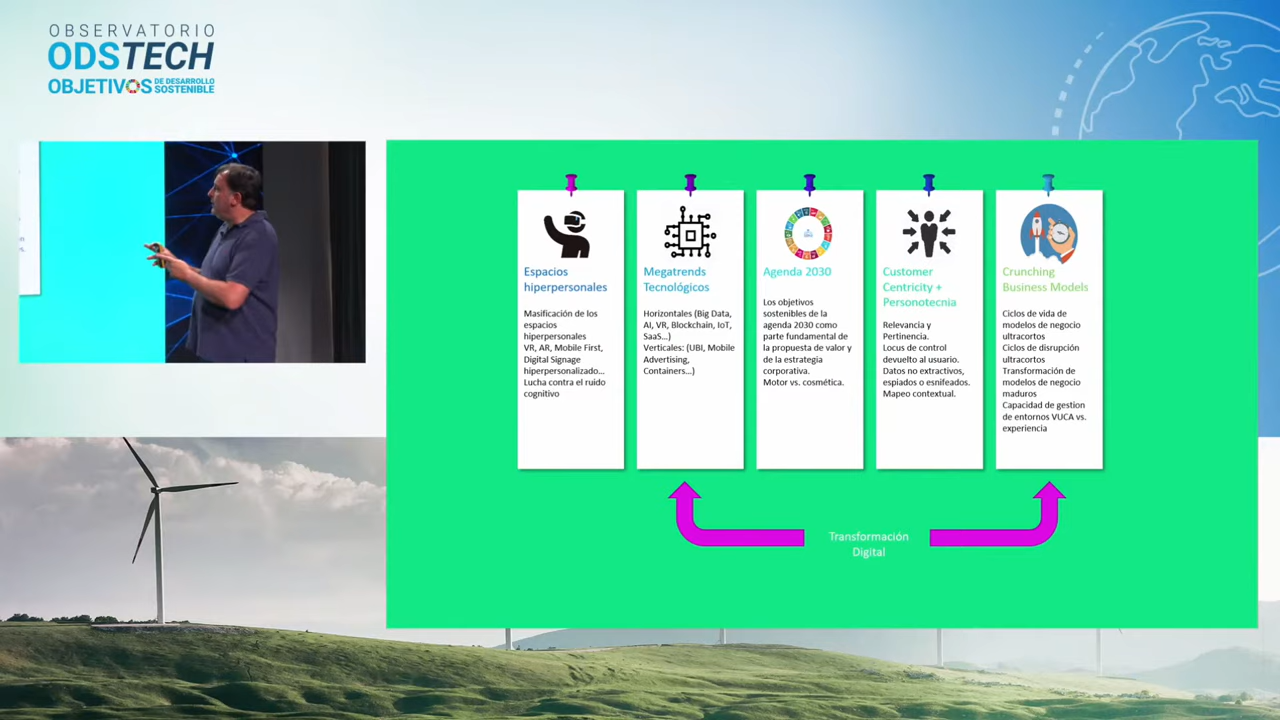 OBSERVATORIO
ODSTECH
OBJETIVOS DE DESARROLLO
SOSTENIBLE
Espacios
hiperpersonales
Masificación de los
espacios
hiperpersonales
VR, AR, Mobile First,
Digital Signage
hiperpersonalizado...
Lucha contra el ruido
cognitivo
Megatrends
Tecnológicos
Horizontales (Big Data,
AI, VR, Blockchain, IoT,
SaaS...)
Verticales: (UBI, Mobile
Advertising,
Containers...)
Agenda 2030
Los objetivos
sostenibles de la
agenda 2030 como
parte fundamental de
la propuesta de valor y
de la estrategia
corporativa.
Motor vs. cosmética.
Customer
Centricity +
Personotecnia
Relevancia y
Pertinencia.
Locus de control
devuelto al usuario.
Datos no extractivos,
espiados o esnifeados.
Mapeo contextual.
Crunching
Business Models
Ciclos de vida de
modelos de negocio
ultracortos
Ciclos de disrupción
ultracortos
Transformación de
modelos de negocio
maduros
Capacidad de gestion
de entornos VUCA vs.
experiencia
Transformación
Digital